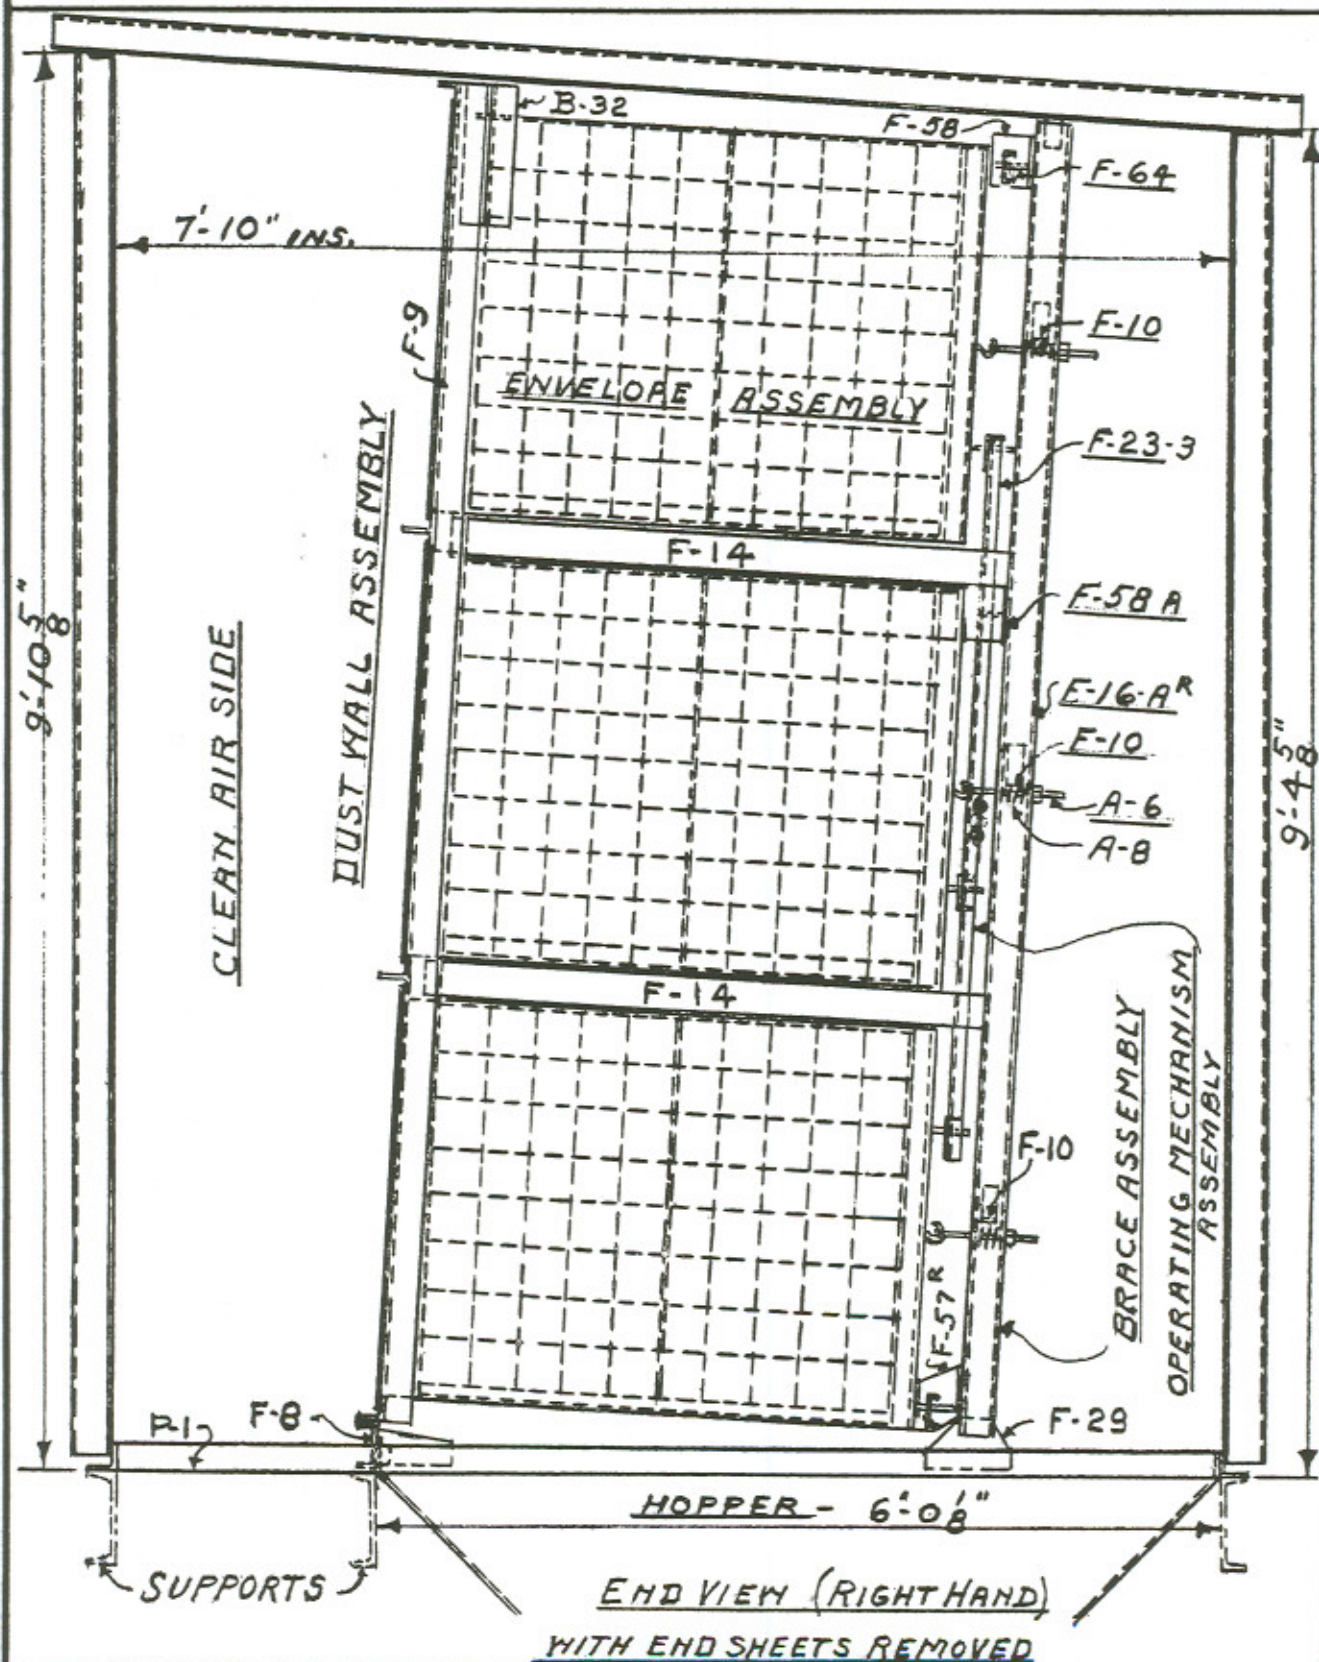 B-32
F-58
F-64
7'-10" INS.
F-9
F-10
ENVELOPE ASSEMBLY
F-23-3
DUST WALL ASSEMBLY
F-14
F-58 A
9'-10 5/8"
CLEAN AIR SIDE
E-16-A R
F-10
9'-4 5/8"
A-6
A-8
F-14
BRACE ASSEMBLY
OPERATING MECHANISM
ASSEMBLY
F-10
F-57 R
P-1
F-8
F-29
HOPPER - 6'-0 1/8"
SUPPORTS
END VIEW (RIGHT HAND)
WITH END SHEETS REMOVED